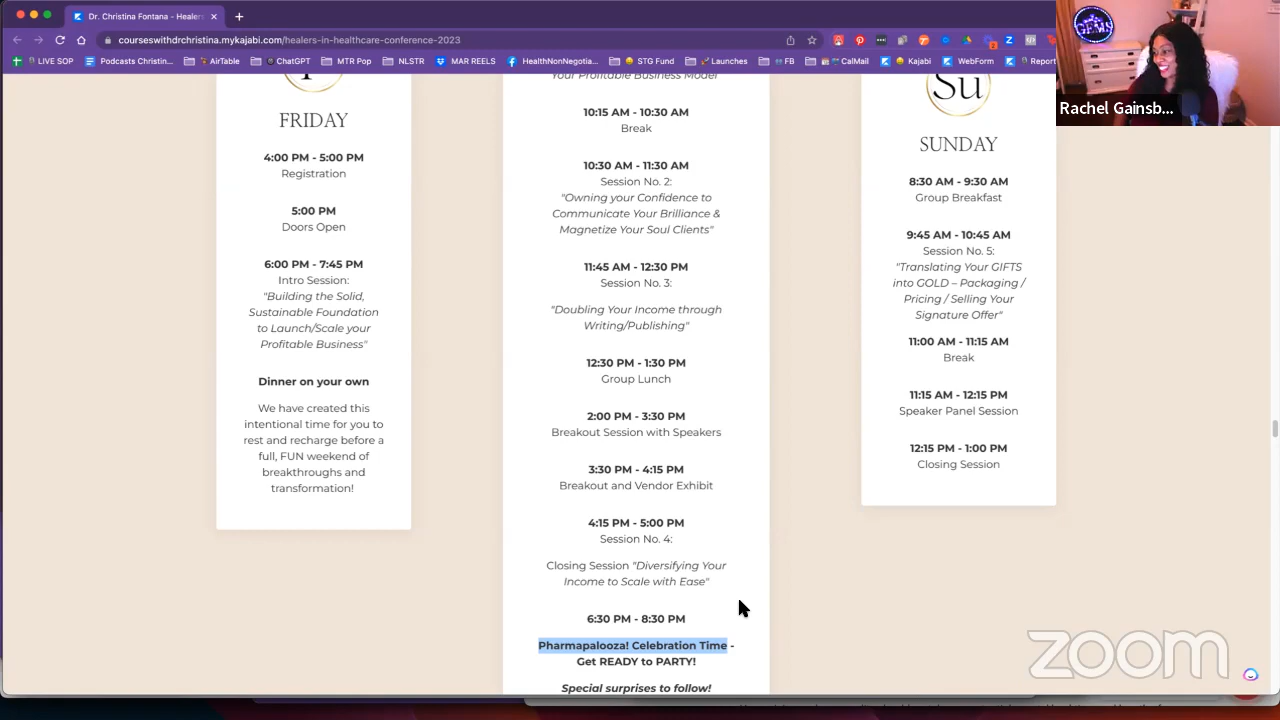 Dr. Christina Fontana - Healers
courseswithdrchristina.mykajabi.com/healers-in-healthcare-conference-2023
LIVE SOP
Podcasts Christin...
AirTable
ChatGPT
MTR Pod
NLSTR
MAR REELS
HealthNonNegotia...
STG Fund
Launches
FB
CalMail
Kajabi
WebForm
Report
GEMS
Rachel Gainsb...
FRIDAY
4:00 PM - 5:00 PM
Registration
5:00 PM
Doors Open
6:00 PM - 7:45 PM
Intro Session:
"Building the Solid,
Sustainable Foundation
to Launch/Scale your
Profitable Business"
Dinner on your own
We have created this
intentional time for you to
rest and recharge before a
full, FUN weekend of
breakthroughs and
transformation!
Your Profitable Business Model
10:15 AM - 10:30 AM
Break
10:30 AM - 11:30 AM
Session No. 2:
"Owning your Confidence to
Communicate Your Brilliance &
Magnetize Your Soul Clients"
11:45 AM - 12:30 PM
Session No. 3:
"Doubling Your Income through
Writing/Publishing"
12:30 PM - 1:30 PM
Group Lunch
2:00 PM - 3:30 PM
Breakout Session with Speakers
3:30 PM - 4:15 PM
Breakout and Vendor Exhibit
4:15 PM - 5:00 PM
Session No. 4:
Closing Session "Diversifying Your
Income to Scale with Ease"
6:30 PM - 8:30 PM
Pharmapalooza! Celebration Time -
Get READY to PARTY!
Special surprises to follow!
Su
SUNDAY
8:30 AM - 9:30 AM
Group Breakfast
9:45 AM - 10:45 AM
Session No. 5:
"Translating Your GIFTS
into GOLD – Packaging /
Pricing / Selling Your
Signature Offer"
11:00 AM - 11:15 AM
Break
11:15 AM - 12:15 PM
Speaker Panel Session
12:15 PM - 1:00 PM
Closing Session
zoom